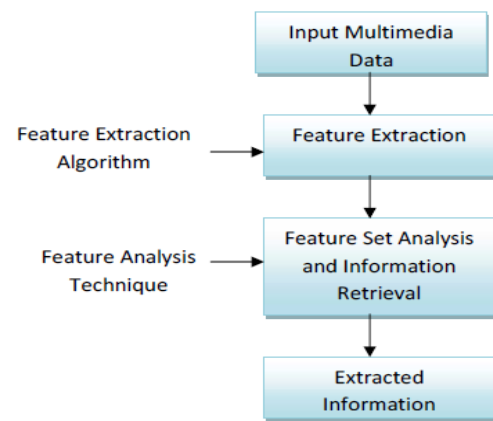 Input Multimedia
Data
Feature Extraction
Algorithm
Feature Extraction
Feature Analysis
Technique
Feature Set Analysis
and Information
Retrieval
Extracted
Information